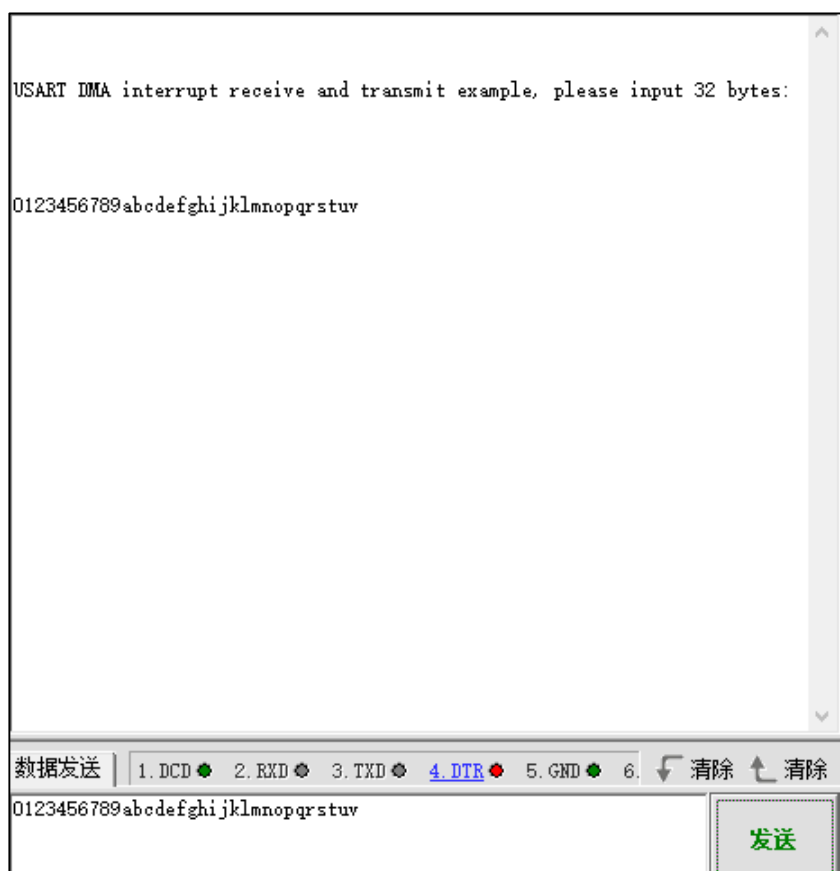 USART DMA interrupt receive and transmit example, please input 32 bytes:
0123456789abcdefghijklmnopqrstuv
数据发送 1. DCD 2. RXD 3. TXD 4. DTR 5. GND 6. 清除 清除
0123456789abcdefghijklmnopqrstuv
发送